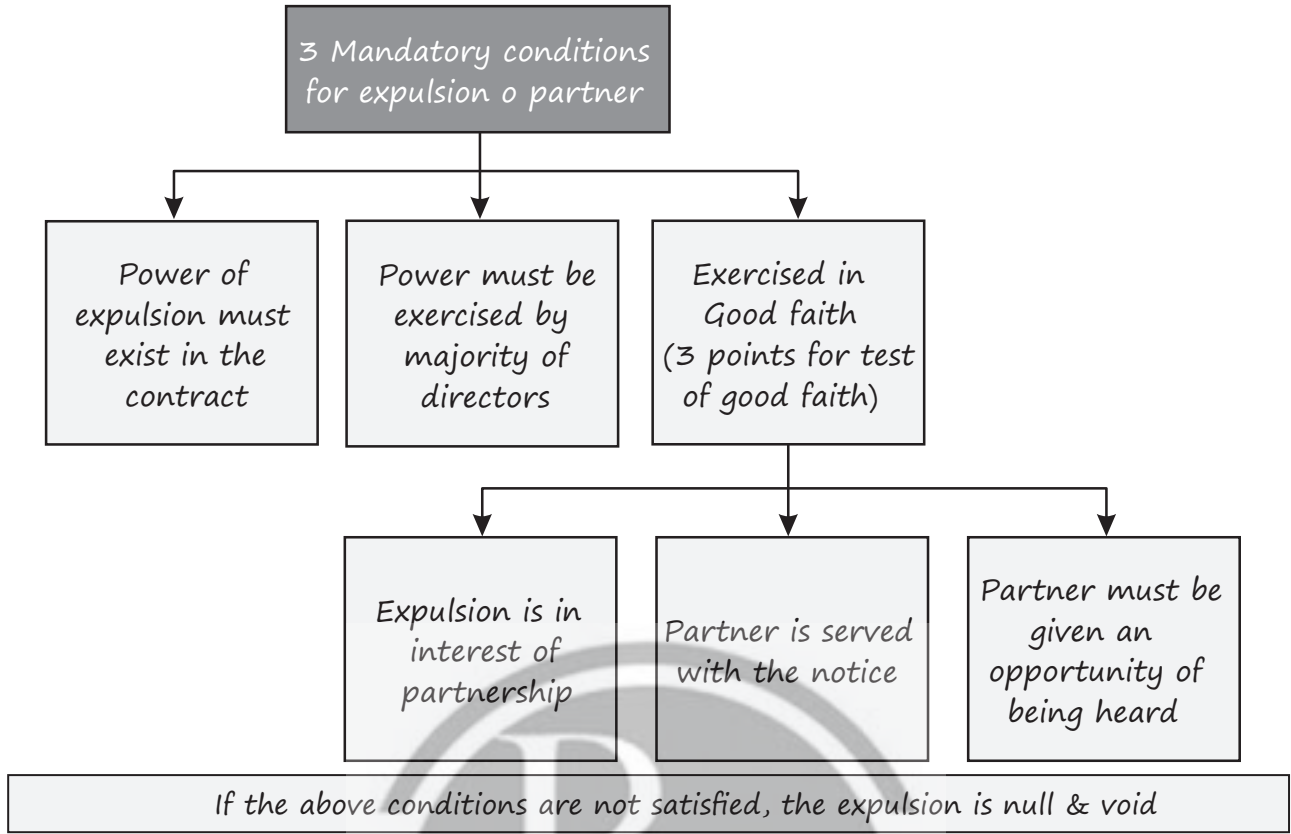 3 Mandatory conditions
for expulsion o partner
Power of
expulsion must
exist in the
contract
Power must be
exercised by
majority of
directors
Exercised in
Good faith
(3 points for test
of good faith)
Expulsion is in
interest of
partnership
Partner is served
with the notice
Partner must be
given an
opportunity of
being heard
If the above conditions are not satisfied, the expulsion is null & void